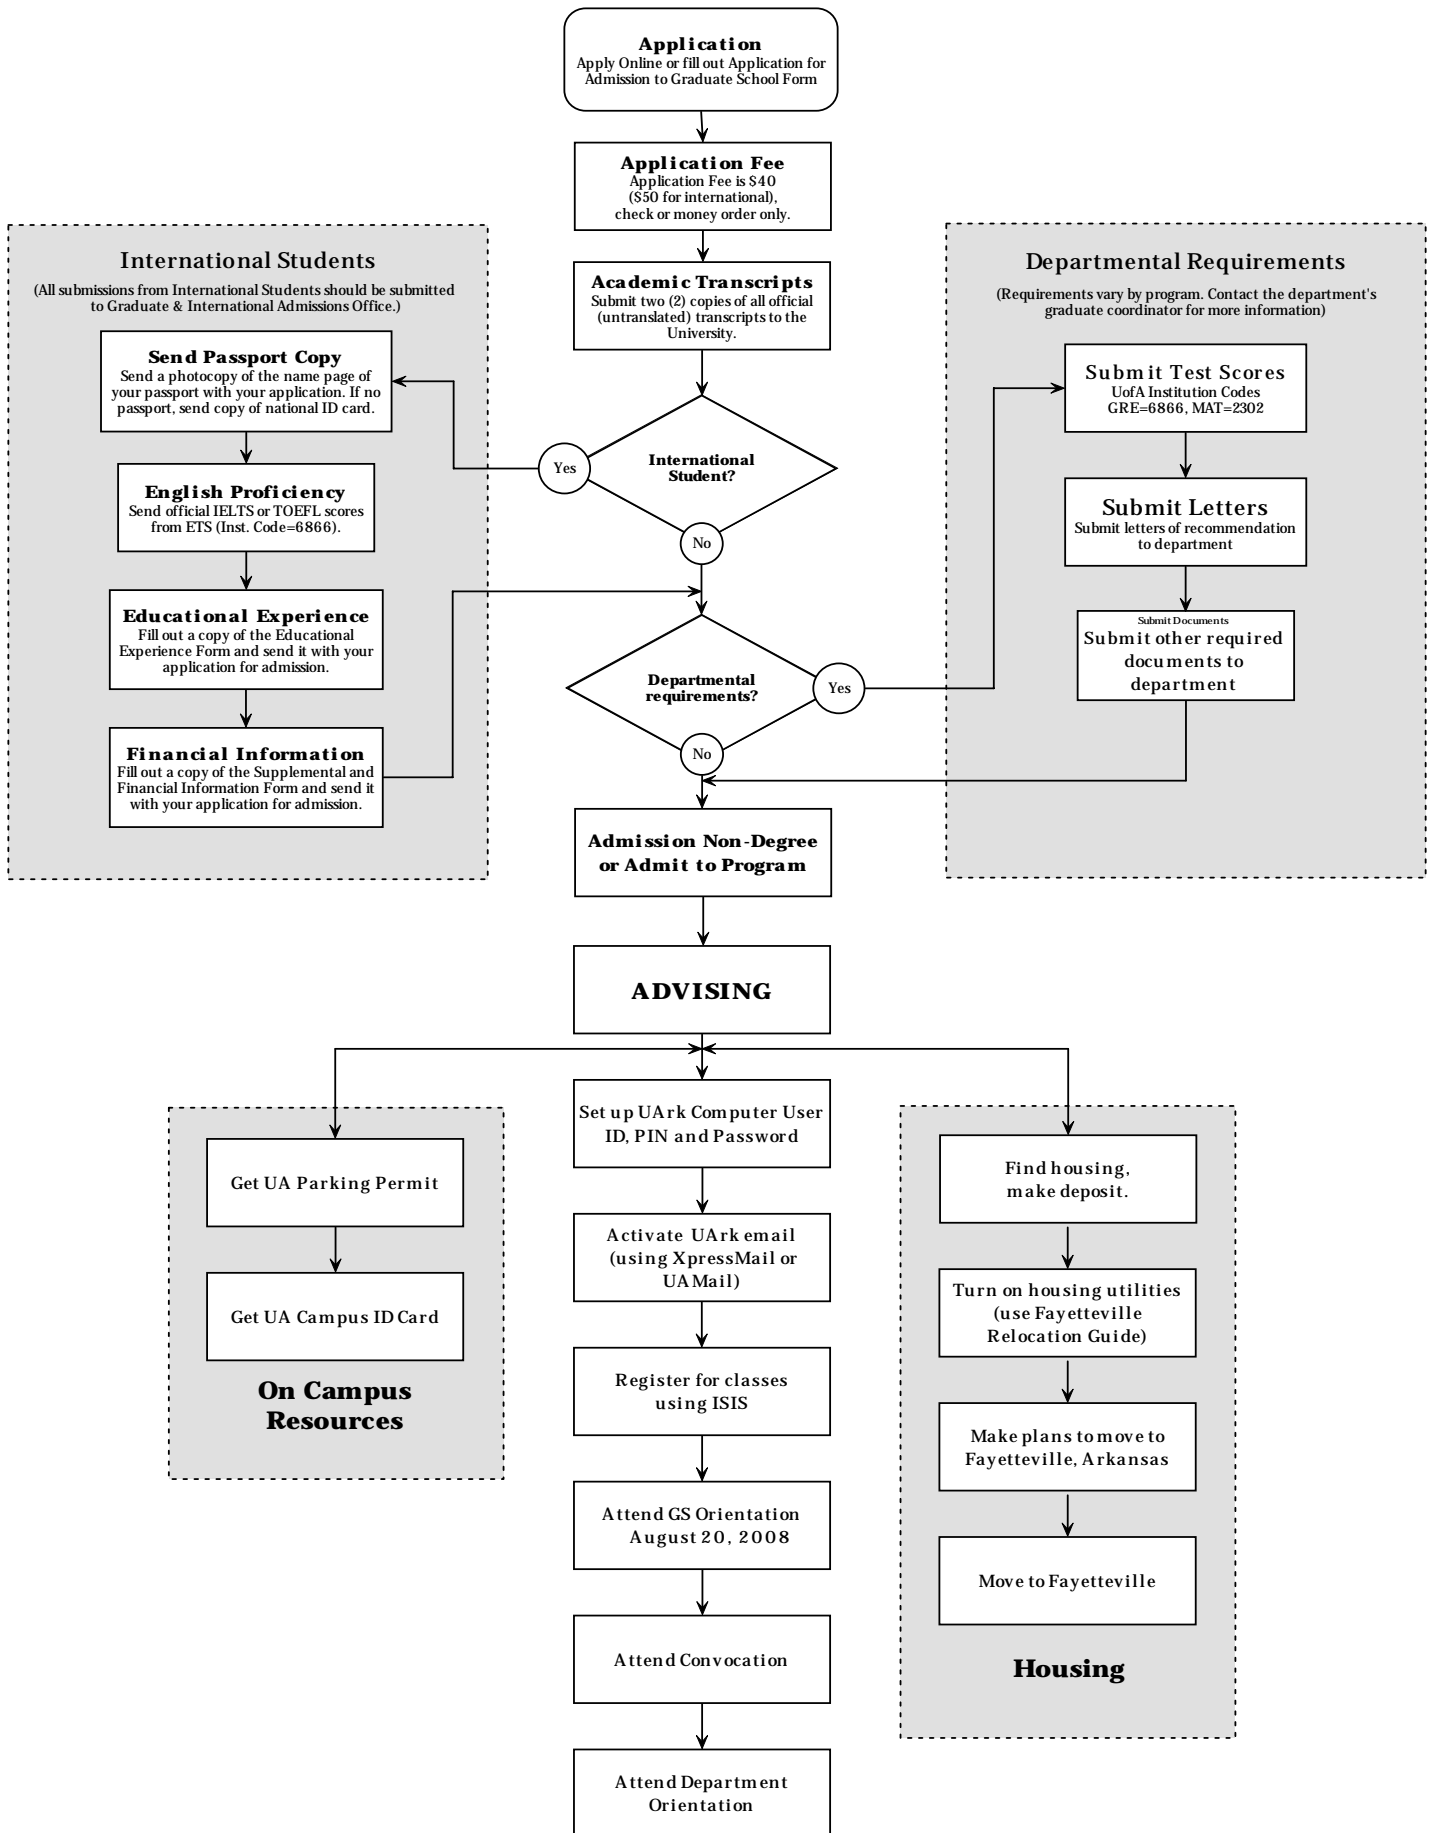 Application
Apply Online or fill out Application for
Admission to Graduate School Form
Application Fee
Application Fee is $40
($50 for international),
check or money order only.
Academic Transcripts
Submit two (2) copies of all official
(untranslated) transcripts to the
University.
International Students
(All submissions from International Students should be submitted
to Graduate & International Admissions Office.)
Send Passport Copy
Send a photocopy of the name page of
your passport with your application. If no
passport, send copy of national ID card.
English Proficiency
Send official IELTS or TOEFL scores
from ETS (Inst. Code=6866).
Educational Experience
Fill out a copy of the Educational
Experience Form and send it with your
application for admission.
Financial Information
Fill out a copy of the Supplemental and
Financial Information Form and send it
with your application for admission.
Yes
International
Student?
No
Departmental
requirements?
Yes
No
Departmental Requirements
(Requirements vary by program. Contact the department's
graduate coordinator for more information)
Submit Test Scores
UofA Institution Codes
GRE=6866, MAT=2302
Submit Letters
Submit letters of recommendation
to department
Submit Documents
Submit other required
documents to
department
Admission Non-Degree
or Admit to Program
ADVISING
Get UA Parking Permit
Get UA Campus ID Card
On Campus
Resources
Set up UArk Computer User
ID, PIN and Password
Activate UArk email
(using XpressMail or
UAMail)
Register for classes
using ISIS
Attend GS Orientation
August 20, 2008
Attend Convocation
Attend Department
Orientation
Find housing,
make deposit.
Turn on housing utilities
(use Fayetteville
Relocation Guide)
Make plans to move to
Fayetteville, Arkansas
Move to Fayetteville
Housing